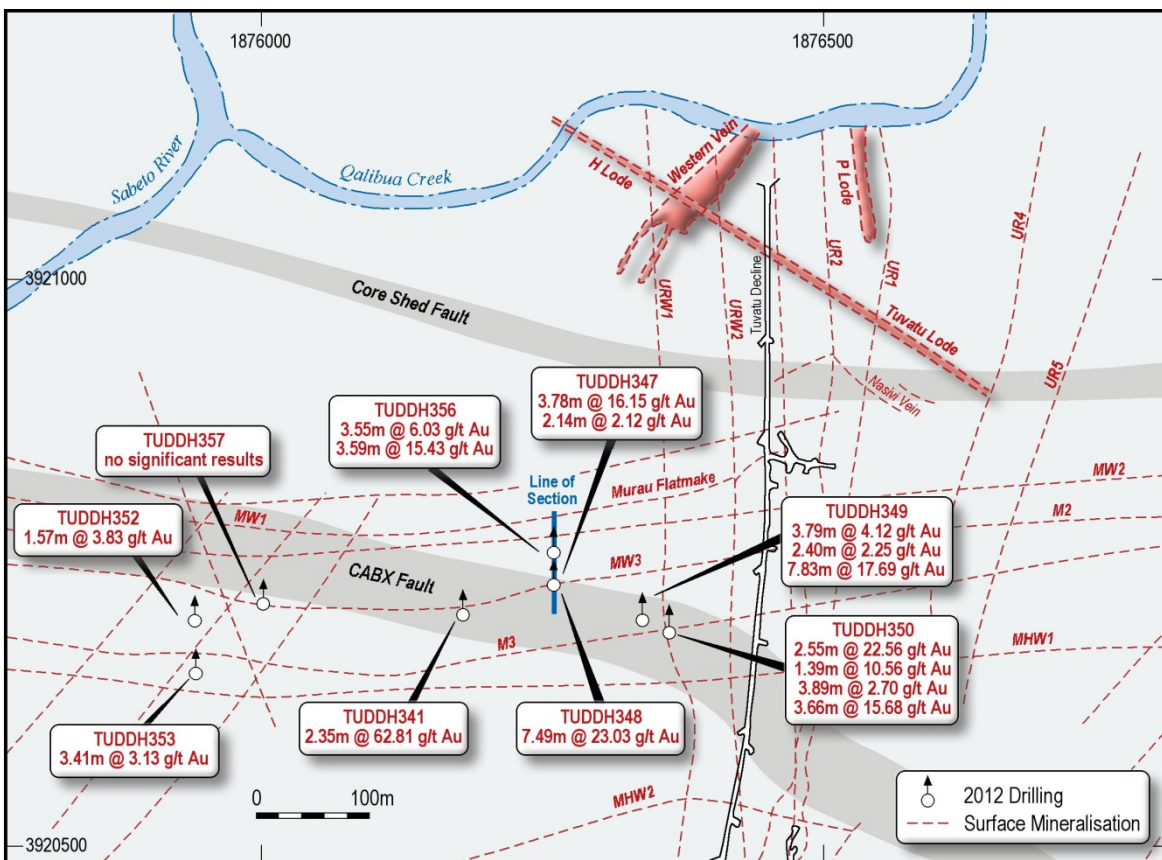 1876000
1876500
Sabeto River
Qalibua Creek
H Lode
Western Vein
P Lode
UR2
UR1
UR4
UR5
URW1
URW2
Tuvatu Decline
3921000
Core Shed Fault
Tuvatu Lode
Nasivi Vein
TUDDH347
3.78m @ 16.15 g/t Au
2.14m @ 2.12 g/t Au
TUDDH356
3.55m @ 6.03 g/t Au
3.59m @ 15.43 g/t Au
TUDDH357
no significant results
Line of
Section
Murau Flatmake
MW2
M2
TUDDH352
1.57m @ 3.83 g/t Au
MW1
TUDDH349
3.79m @ 4.12 g/t Au
2.40m @ 2.25 g/t Au
7.83m @ 17.69 g/t Au
MW3
CABX Fault
M3
MHW1
TUDDH350
2.55m @ 22.56 g/t Au
1.39m @ 10.56 g/t Au
3.89m @ 2.70 g/t Au
3.66m @ 15.68 g/t Au
TUDDH353
3.41m @ 3.13 g/t Au
TUDDH341
2.35m @ 62.81 g/t Au
TUDDH348
7.49m @ 23.03 g/t Au
0 100m
MHW2
2012 Drilling
Surface Mineralisation
3920500